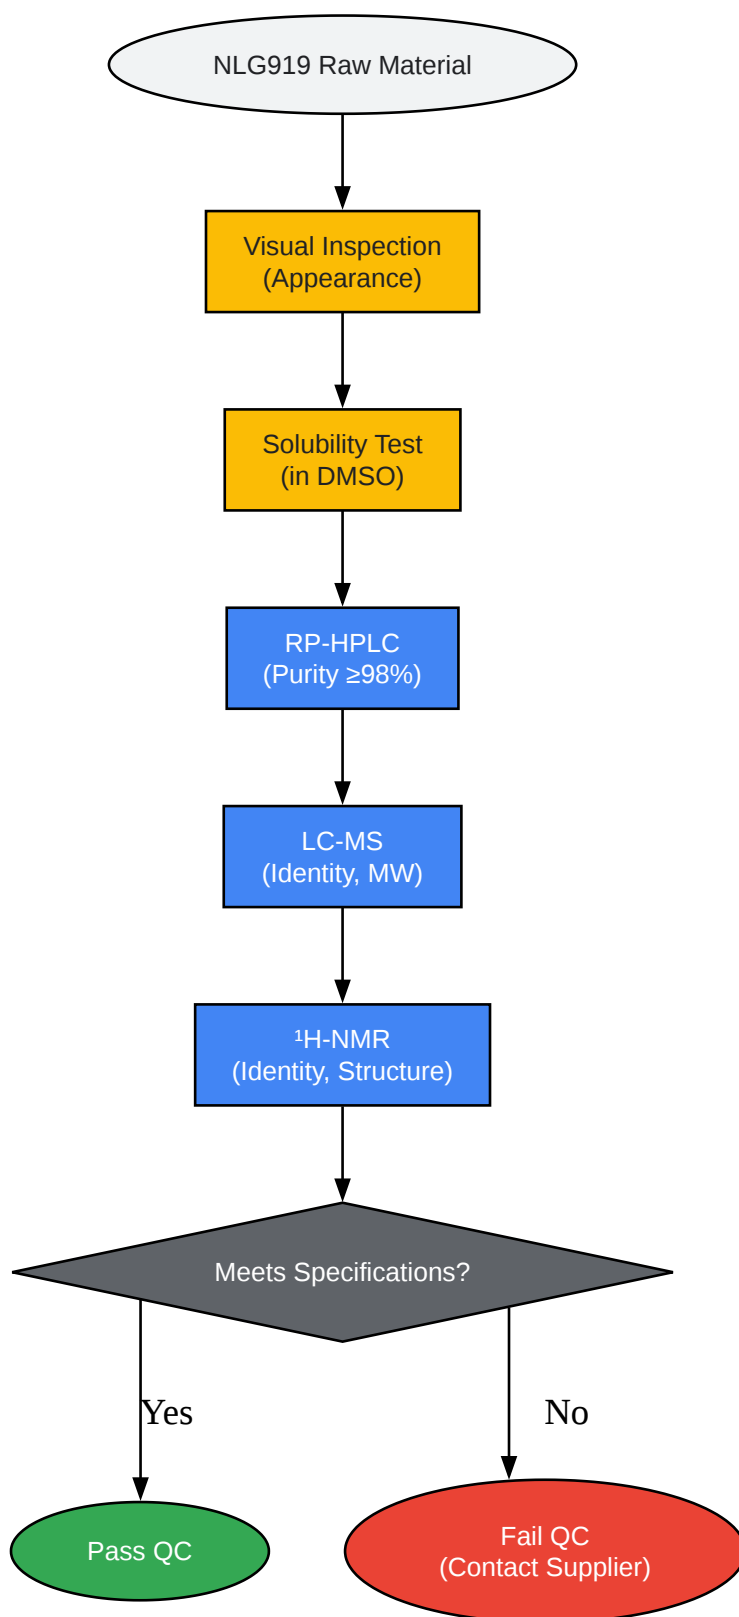 NLG919 Raw Material
Visual Inspection
(Appearance)
Solubility Test
(in DMSO)
RP-HPLC
(Purity ≥98%)
LC-MS
(Identity, MW)
¹H-NMR
(Identity, Structure)
Meets Specifications?
Yes
No
Pass QC
Fail QC
(Contact Supplier)